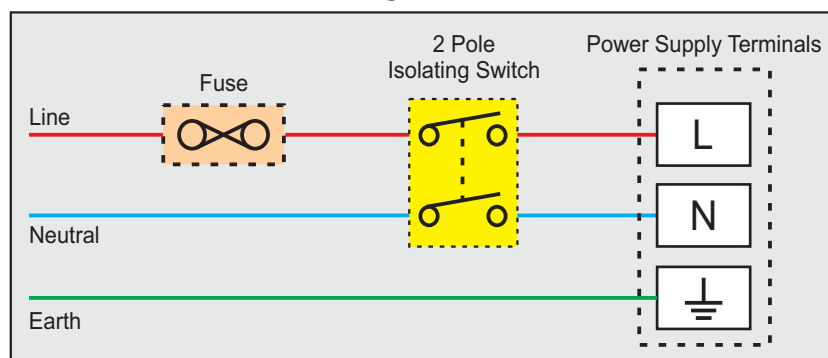 2 Pole
Isolating Switch
Power Supply Terminals
Fuse
Line
L
N
Neutral
Earth